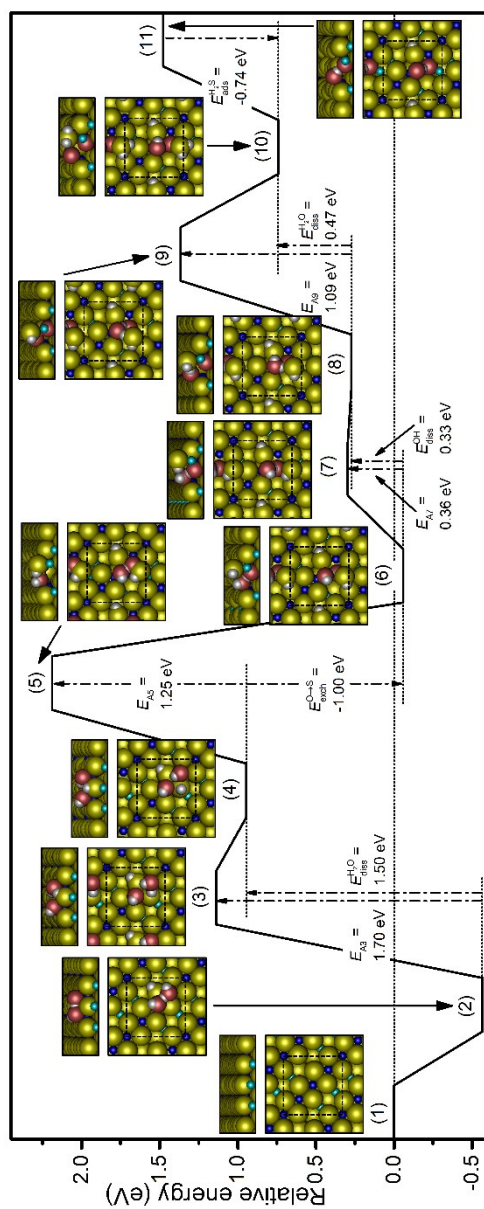 Relative energy (eV)
2.0
1.5
1.0
0.5
0.0
-0.5
(1)
(2)
(3)
(4)
(5)
(6)
(7)
(8)
(9)
(10)
(11)
E_A3 =
1.70 eV
E_diss^H₂O =
1.50 eV
E_A5 =
1.25 eV
E_exch^O→S =
-1.00 eV
E_A7 =
0.36 eV
E_diss^OH =
0.33 eV
E_A9 =
1.09 eV
E_diss^H₂O =
0.47 eV
E_ads^H₂S =
-0.74 eV